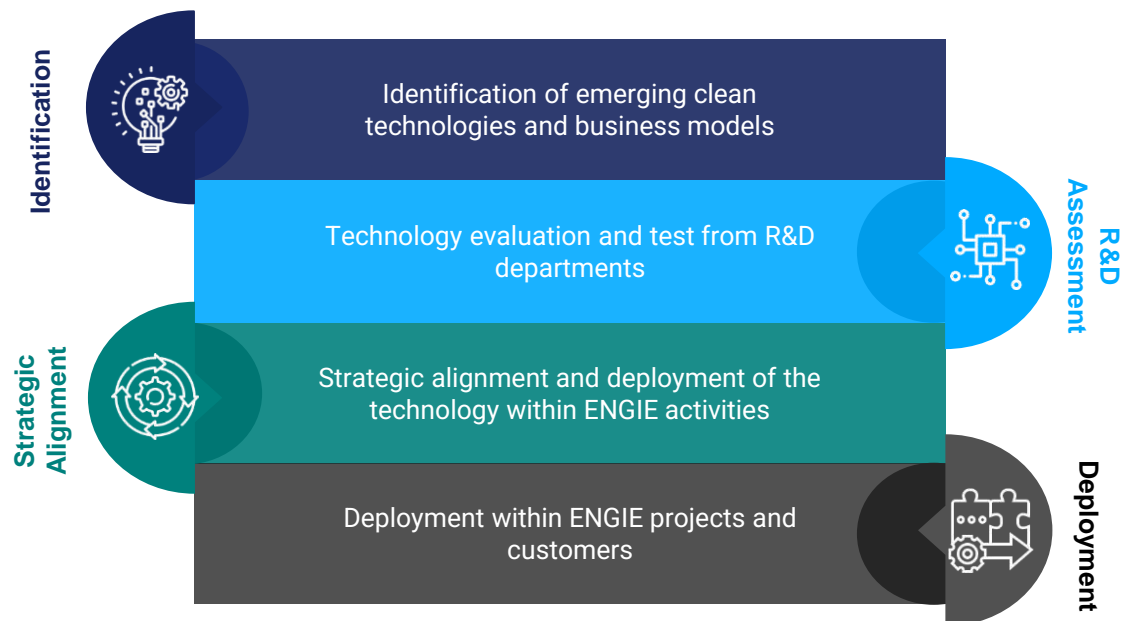 Identification
Identification of emerging clean
technologies and business models
Technology evaluation and test from R&D
departments
R&D
Assessment
Strategic
Alignment
Strategic alignment and deployment of the
technology within ENGIE activities
Deployment within ENGIE projects and
customers
Deployment